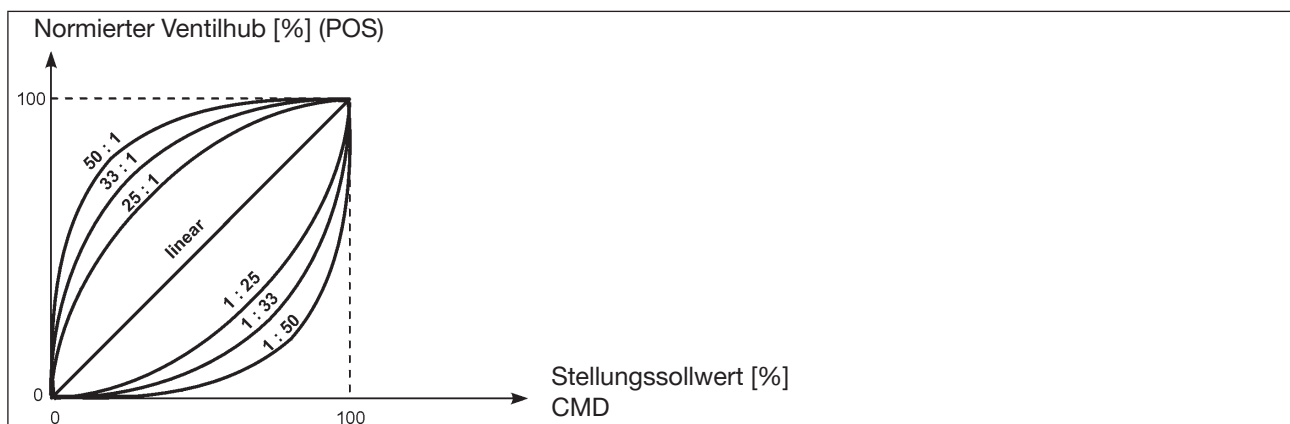 Normierter Ventilhub [%] (POS)
100
50 : 1
33 : 1
25 : 1
linear
1 : 25
1 : 33
1 : 50
0
0
100
Stellungssollwert [%]
CMD